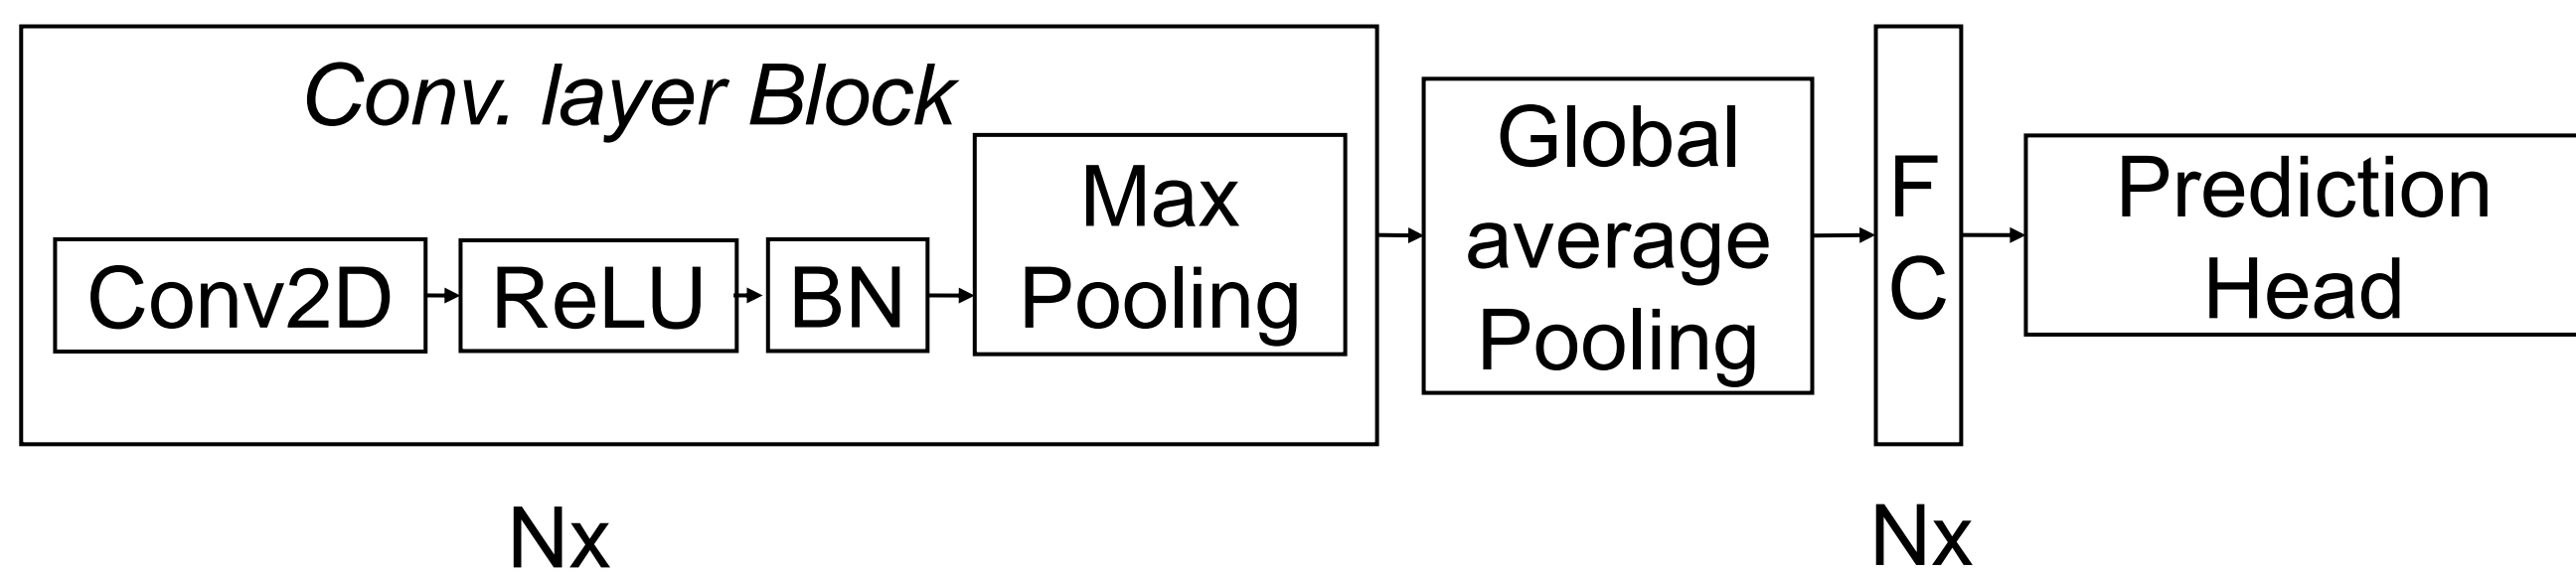 Conv. layer Block
Conv2D
ReLU
BN
Max
Pooling
Global
average
Pooling
F
C
Prediction
Head
Nx
Nx